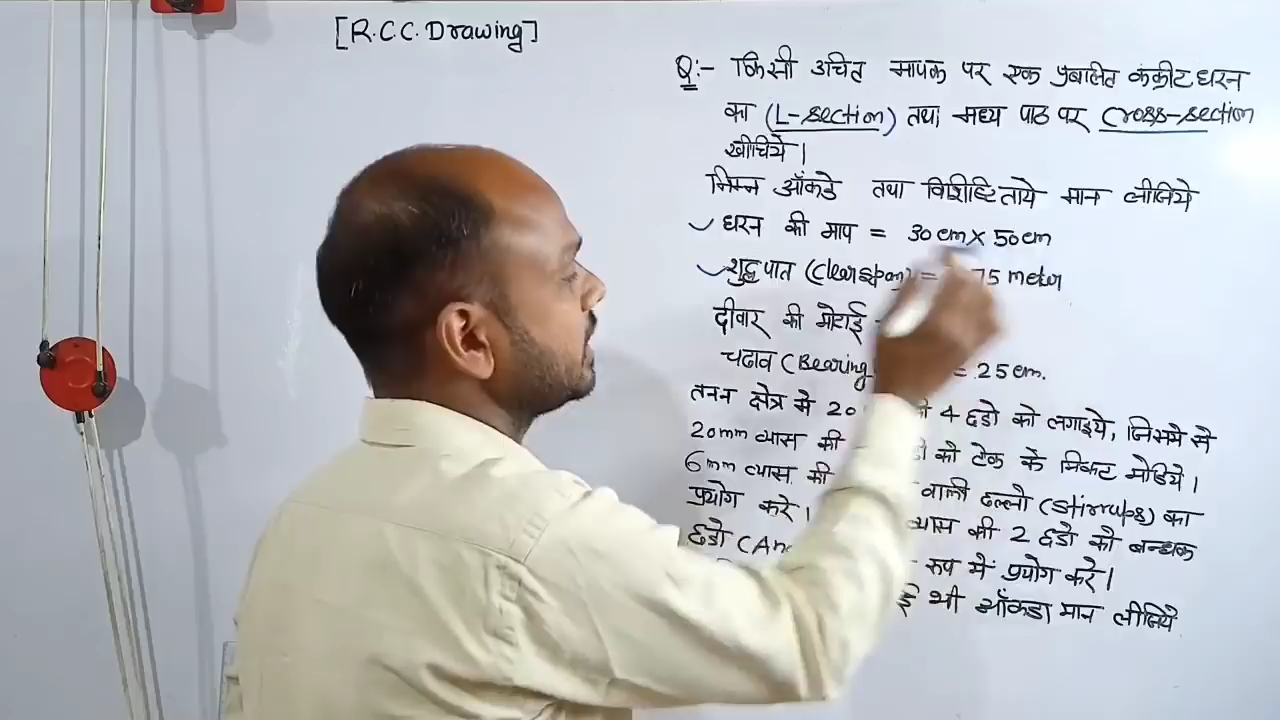 [R.C.C. Drawing]
Q:- किसी उचित मापक पर एक प्रबलित कंक्रीट धरन
का (L-section) तथा मध्य पाट पर Cross-section
खीचिये।
निम्न आँकडे तथा विशिष्टिताये मान लीजिये
✓ धरन की माप = 30 cm X 50 cm
✓ शुद्ध पात (Clear span) = 75 meter
दीवार की मोटाई
चढाव (Bearing = 25 cm.
तनन क्षेत्र मे 20 4 छडो को लगाइये, जिसमे से
20mm व्यास की को टेक के निकट मोडिये।
6mm व्यास की वाली छल्लो (Stirrups) का
प्रयोग करे। व्यास की 2 छडो को बन्धक
छडो (An रुप में प्रयोग करे।
भी आँकडा मान लीजिये